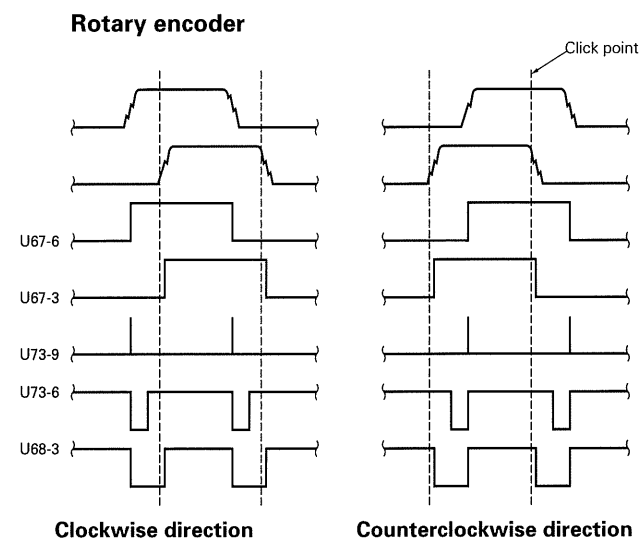 Rotary encoder
Click point
U67-6
U67-3
U73-9
U73-6
U68-3
Clockwise direction
Counterclockwise direction